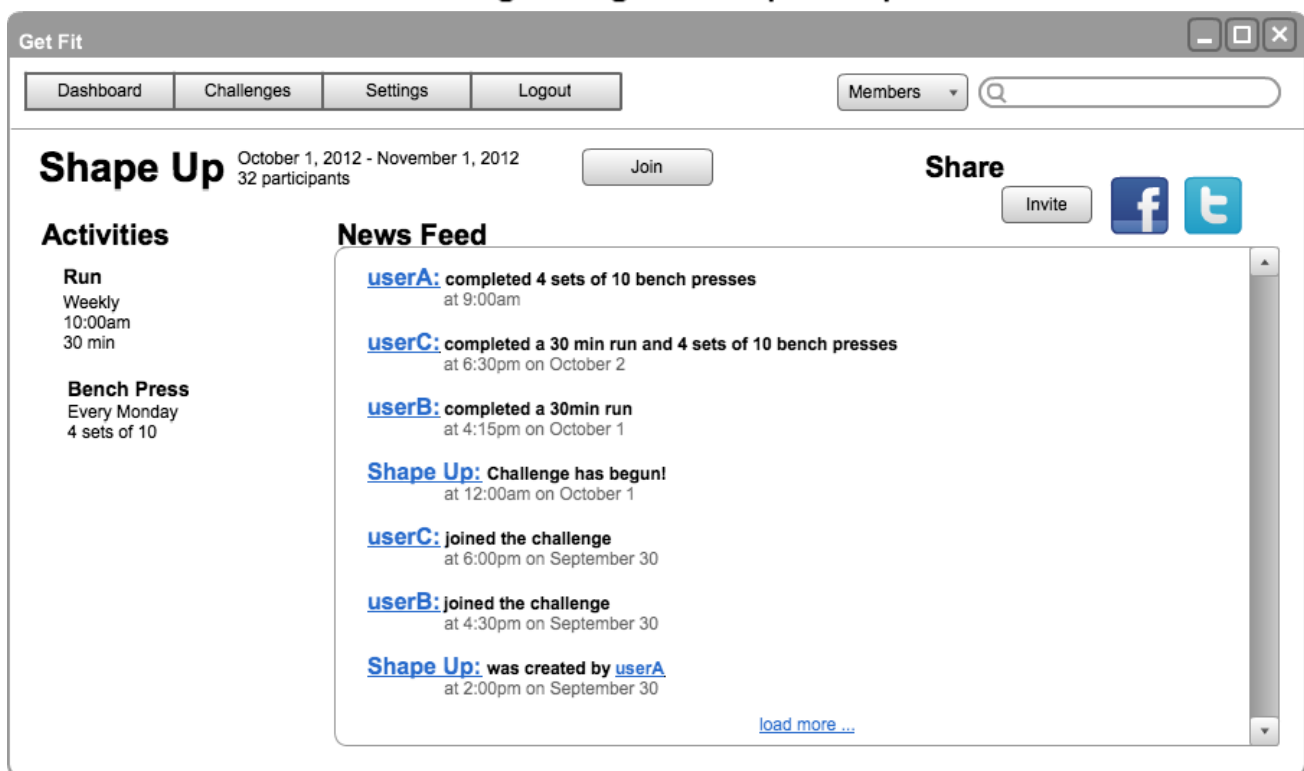 Get Fit
Dashboard Challenges Settings Logout Members
Shape Up October 1, 2012 - November 1, 2012
32 participants
Join
Share
Invite
Activities
Run
Weekly
10:00am
30 min
Bench Press
Every Monday
4 sets of 10
News Feed
userA: completed 4 sets of 10 bench presses
at 9:00am
userC: completed a 30 min run and 4 sets of 10 bench presses
at 6:30pm on October 2
userB: completed a 30min run
at 4:15pm on October 1
Shape Up: Challenge has begun!
at 12:00am on October 1
userC: joined the challenge
at 6:00pm on September 30
userB: joined the challenge
at 4:30pm on September 30
Shape Up: was created by userA
at 2:00pm on September 30
load more ...